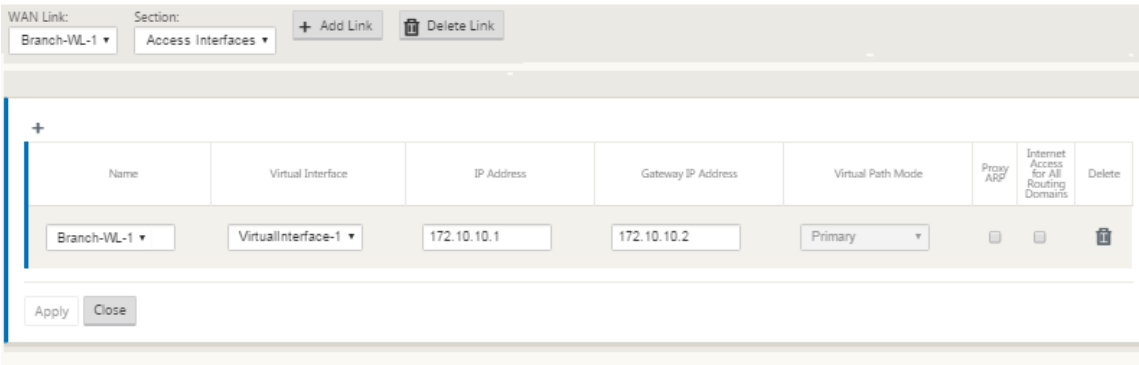 WAN Link:
Section:
Branch-WL-1
Access Interfaces
+ Add Link
Delete Link
+
Name
Virtual Interface
IP Address
Gateway IP Address
Virtual Path Mode
Proxy
ARP
Internet
Access
for All
Routing
Domains
Delete
Branch-WL-1
VirtualInterface-1
172.10.10.1
172.10.10.2
Primary
Apply
Close